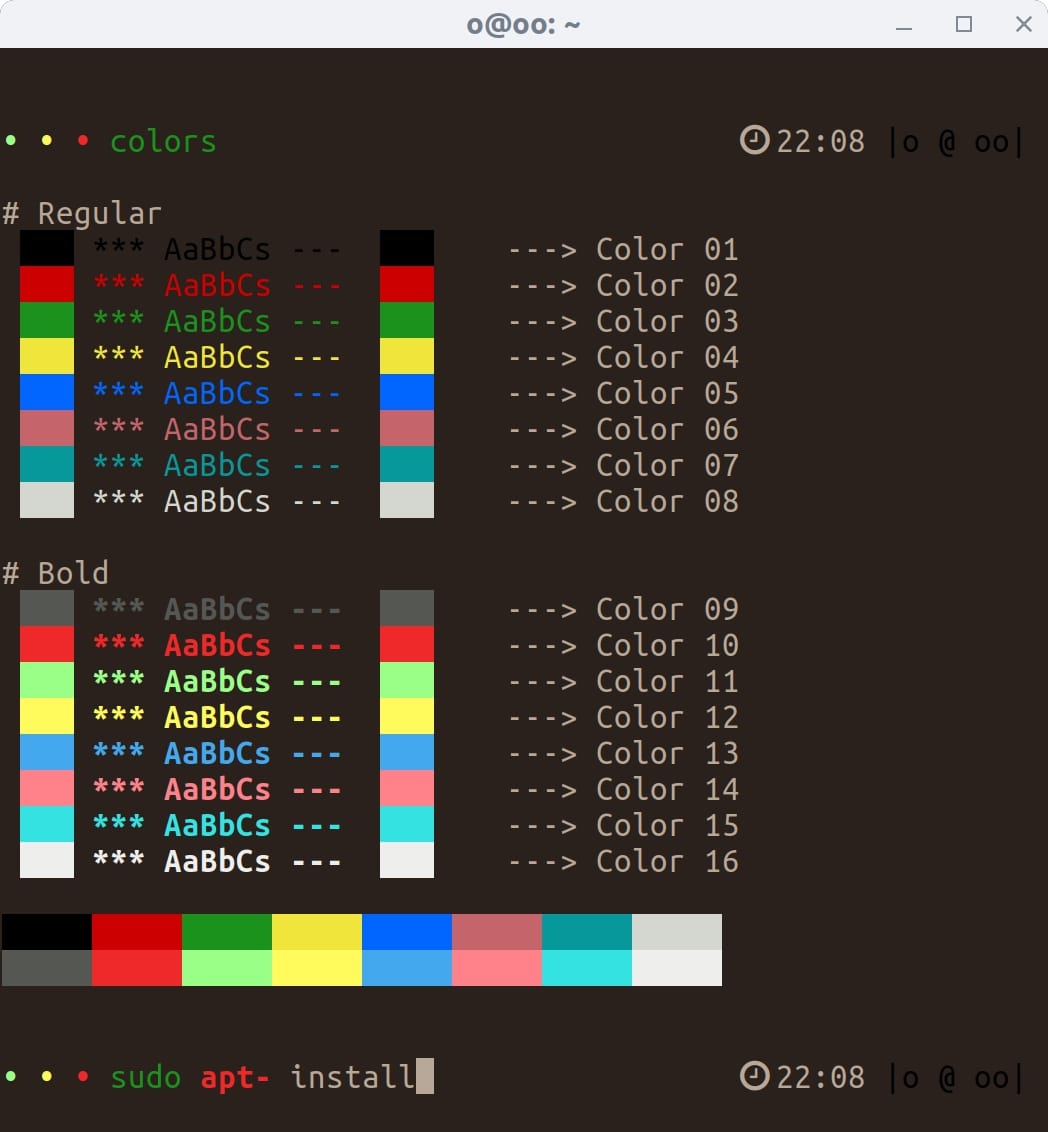 o@oo: ~
• • • colors 22:08 |o @ oo|
# Regular
*** AaBbCs --- ---> Color 01
*** AaBbCs --- ---> Color 02
*** AaBbCs --- ---> Color 03
*** AaBbCs --- ---> Color 04
*** AaBbCs --- ---> Color 05
*** AaBbCs --- ---> Color 06
*** AaBbCs --- ---> Color 07
*** AaBbCs --- ---> Color 08
# Bold
*** AaBbCs --- ---> Color 09
*** AaBbCs --- ---> Color 10
*** AaBbCs --- ---> Color 11
*** AaBbCs --- ---> Color 12
*** AaBbCs --- ---> Color 13
*** AaBbCs --- ---> Color 14
*** AaBbCs --- ---> Color 15
*** AaBbCs --- ---> Color 16
• • • sudo apt- install 22:08 |o @ oo|